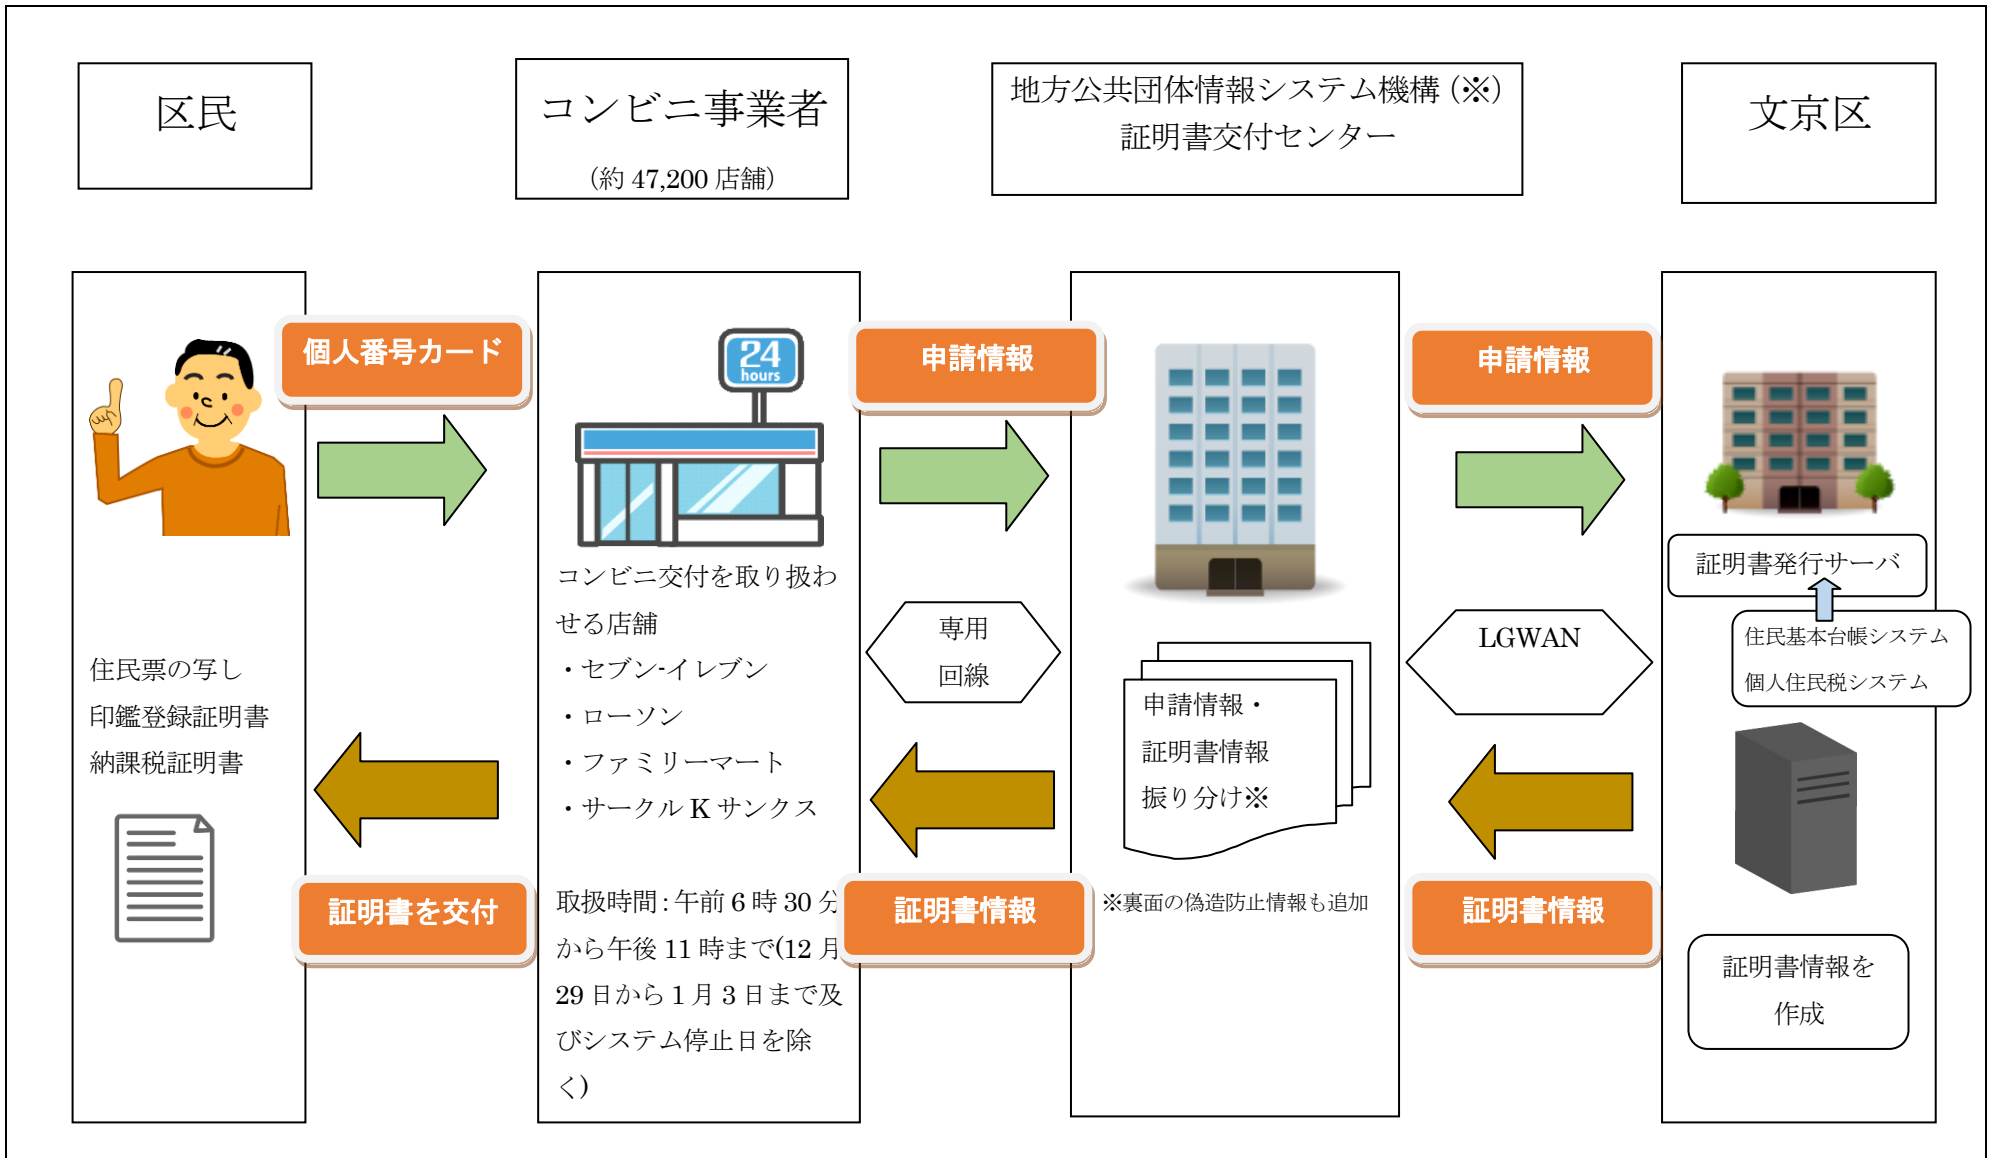 区民
コンビニ事業者
（約 47,200 店舗）
地方公共団体情報システム機構（※）
証明書交付センター
文京区
個人番号カード
住民票の写し
印鑑登録証明書
納課税証明書
証明書を交付
24
hours
コンビニ交付を取り扱わ
せる店舗
・セブン‐イレブン
・ローソン
・ファミリーマート
・サークル K サンクス
取扱時間：午前 6 時 30 分
から午後 11 時まで(12 月
29 日から 1 月 3 日まで及
びシステム停止日を除
く)
申請情報
専用
回線
証明書情報
申請情報・
証明書情報
振り分け※
※裏面の偽造防止情報も追加
申請情報
LGWAN
証明書情報
証明書発行サーバ
住民基本台帳システム
個人住民税システム
証明書情報を
作成